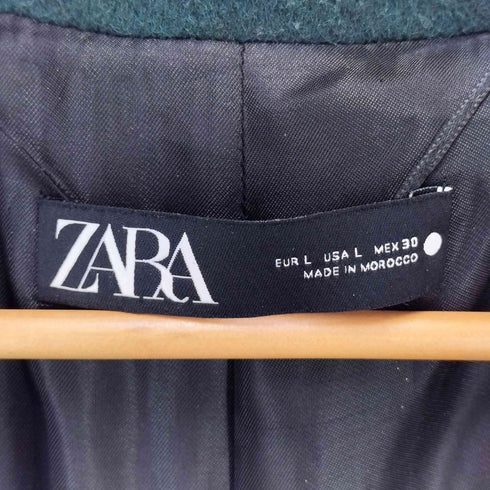 ZARA
EUR L USA L MEX 30
MADE IN MOROCCO